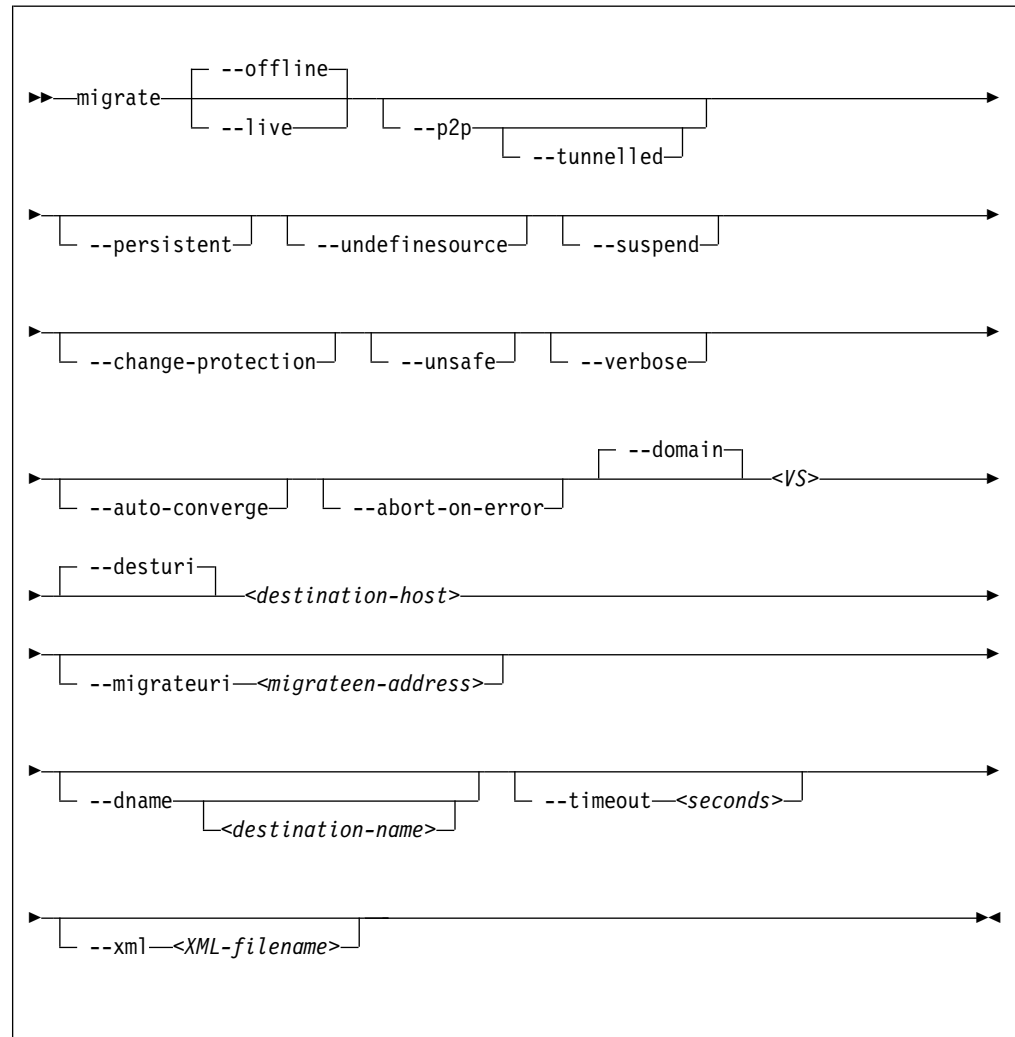 --offline
migrate
--live
--p2p
--tunnelled
--persistent --undefinesource --suspend
--change-protection --unsafe --verbose
--domain
<VS>
--auto-converge --abort-on-error
--desturi
<destination-host>
--migrateuri <migrateen-address>
--dname --timeout <seconds>
<destination-name>
--xml <XML-filename>